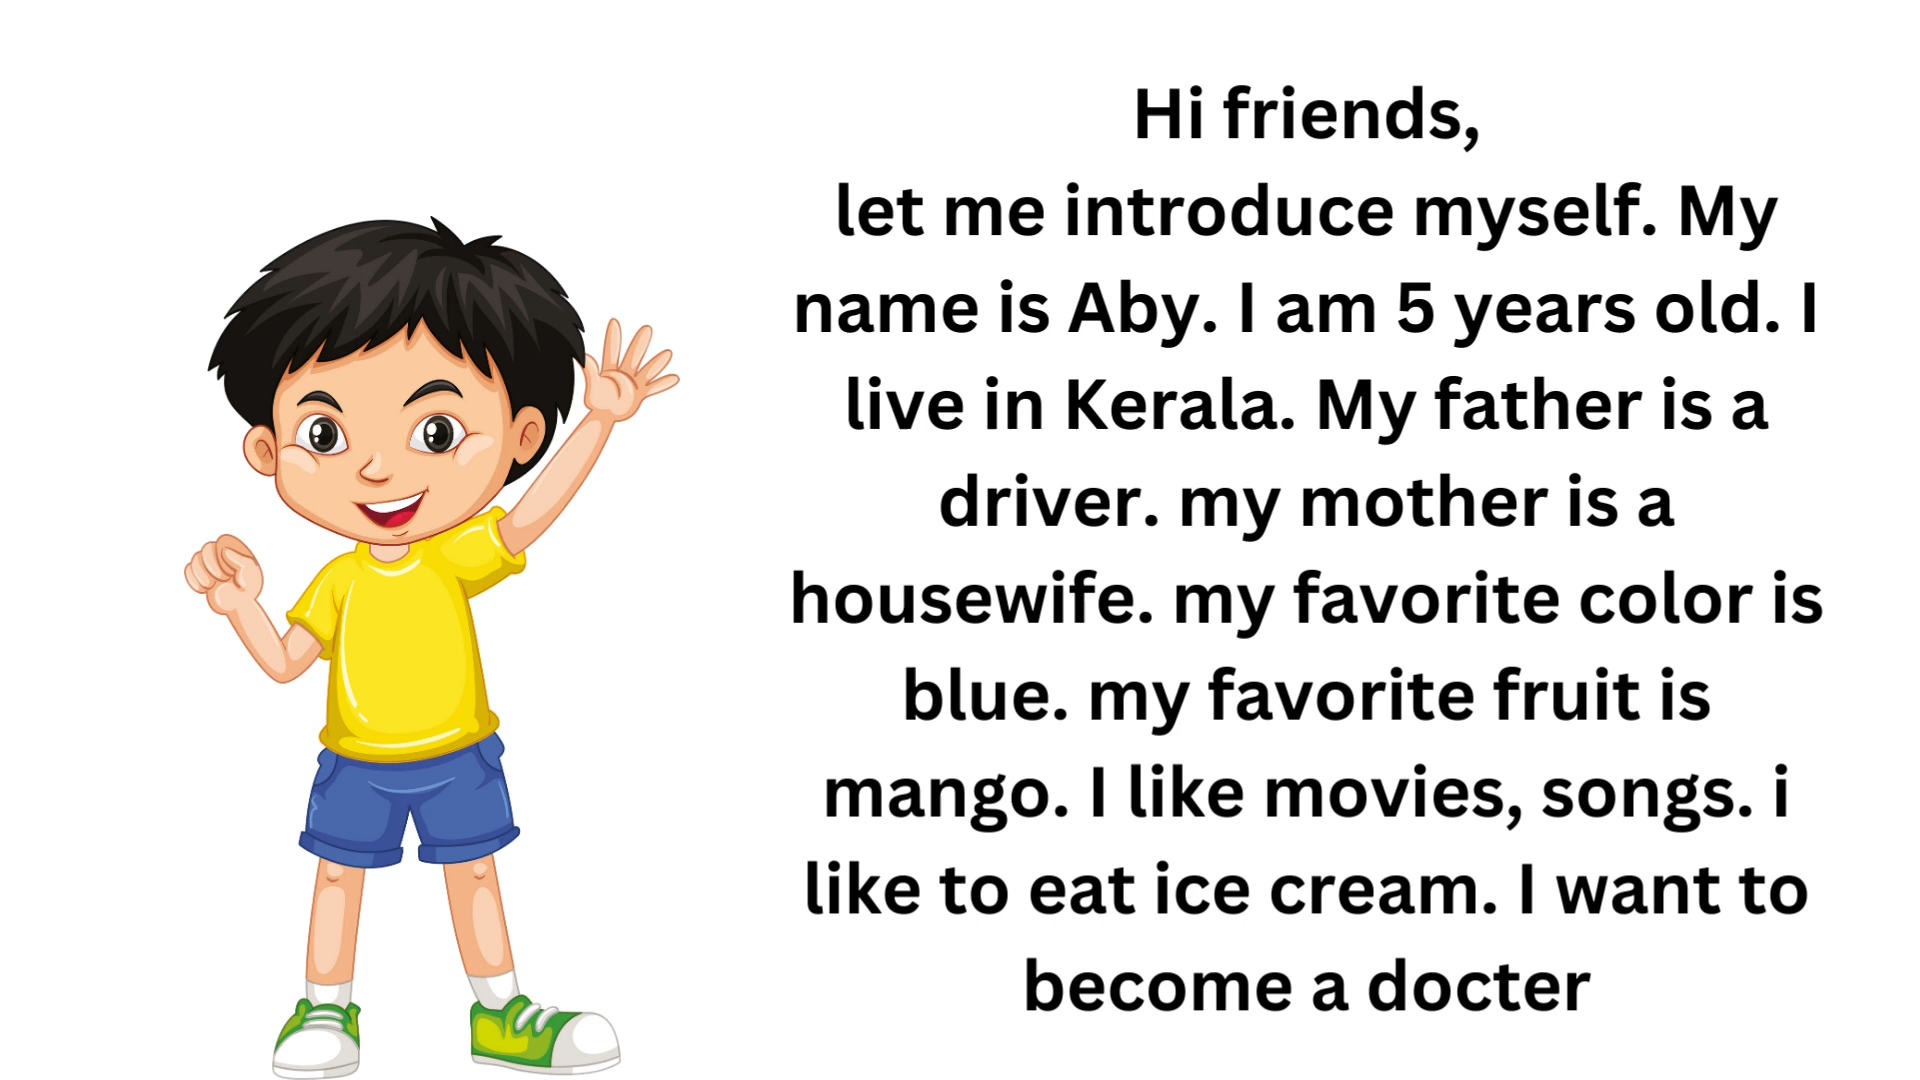 Hi friends,
let me introduce myself. My
name is Aby. I am 5 years old. I
live in Kerala. My father is a
driver. my mother is a
housewife. my favorite color is
blue. my favorite fruit is
mango. I like movies, songs. i
like to eat ice cream. I want to
become a docter